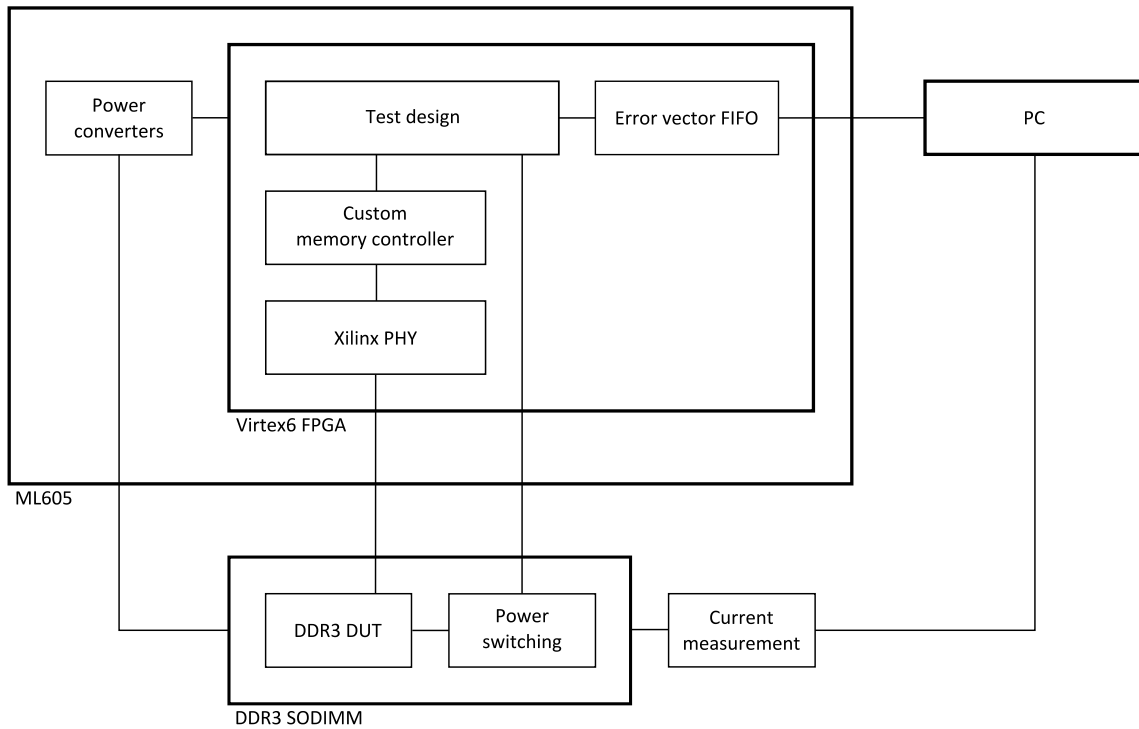 Power
converters
Test design
Error vector FIFO
PC
Custom
memory controller
Xilinx PHY
Virtex6 FPGA
ML605
DDR3 DUT
Power
switching
Current
measurement
DDR3 SODIMM